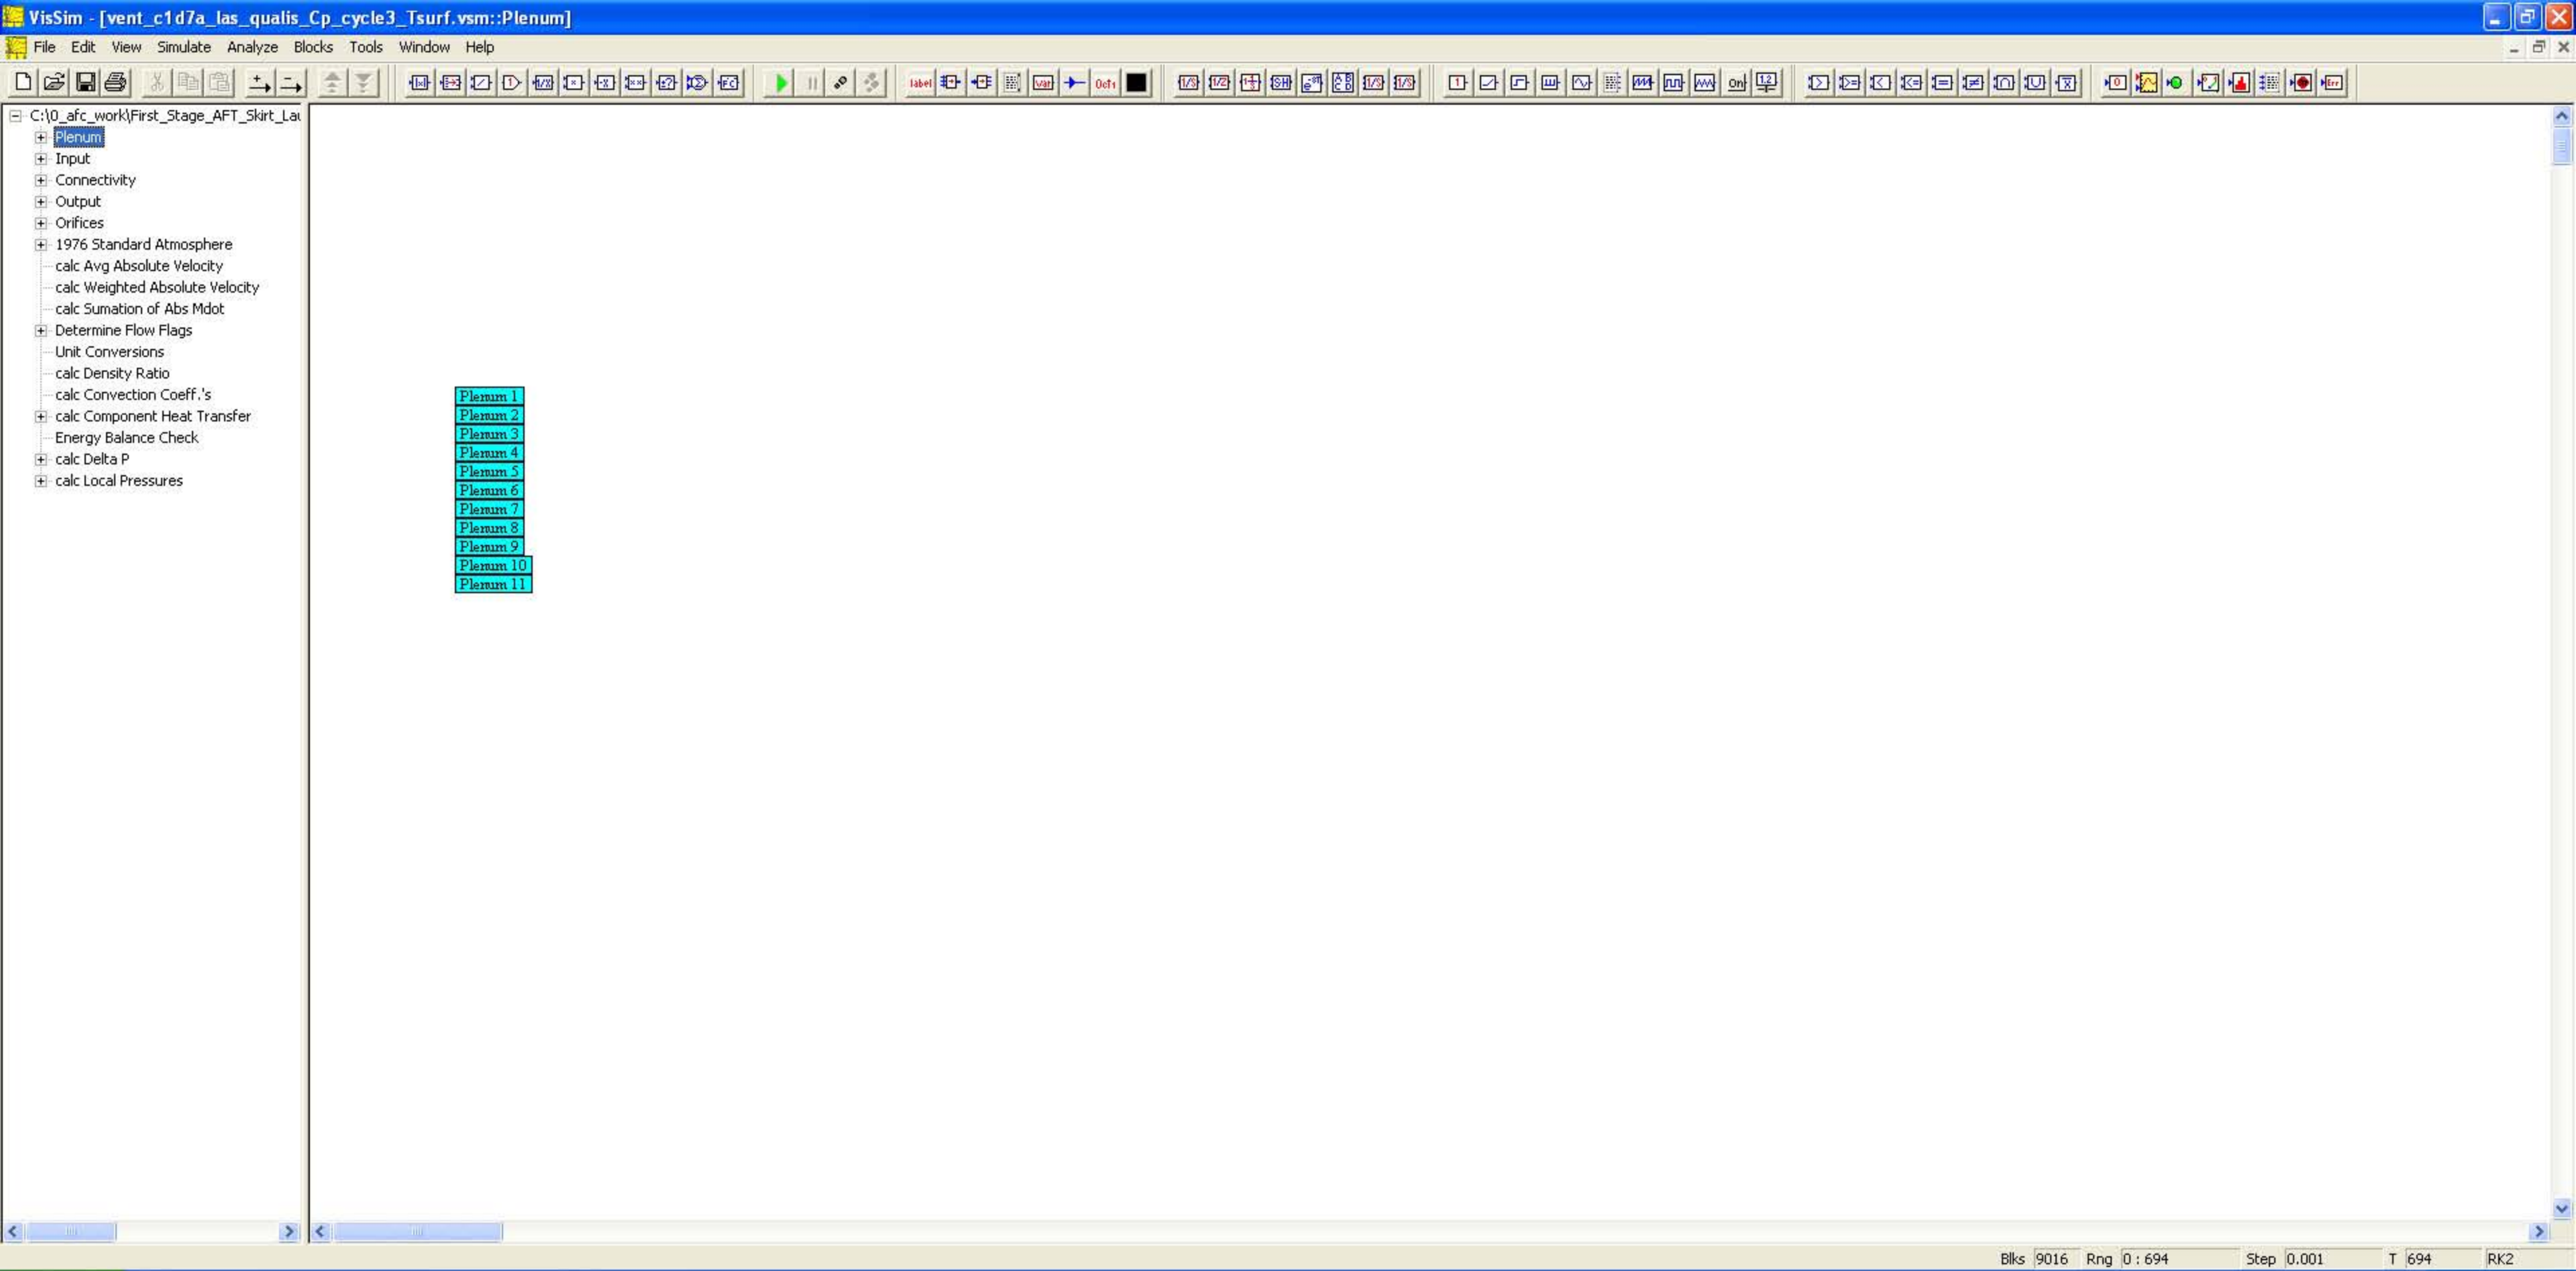 VisSim - [vent_c1d7a_las_qualis_Cp_cycle3_Tsurf.vsm::Plenum]
File Edit View Simulate Analyze Blocks Tools Window Help
C:\0_afc_work\First_Stage_AFT_Skirt_Lau
Plenum
Input
Connectivity
Output
Orifices
1976 Standard Atmosphere
calc Avg Absolute Velocity
calc Weighted Absolute Velocity
calc Sumation of Abs Mdot
Determine Flow Flags
Unit Conversions
calc Density Ratio
calc Convection Coeff.'s
calc Component Heat Transfer
Energy Balance Check
calc Delta P
calc Local Pressures
Plenum 1
Plenum 2
Plenum 3
Plenum 4
Plenum 5
Plenum 6
Plenum 7
Plenum 8
Plenum 9
Plenum 10
Plenum 11
Blks 9016 Rng 0 : 694 Step 0.001 T 694 RK2